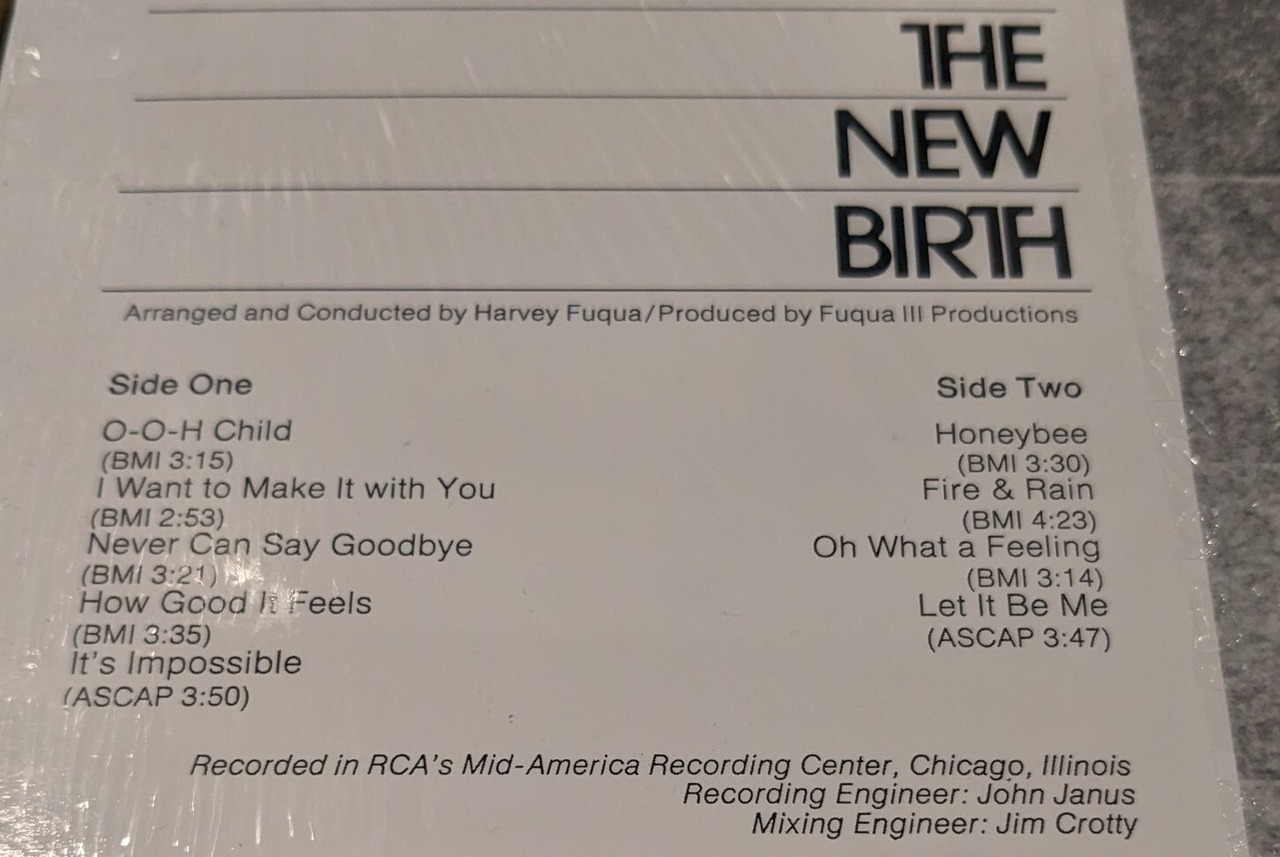 THE
NEW
BIRTH
Arranged and Conducted by Harvey Fuqua/Produced by Fuqua III Productions
Side One
O-O-H Child
(BMI 3:15)
I Want to Make It with You
(BMI 2:53)
Never Can Say Goodbye
(BMI 3:21)
How Good It Feels
(BMI 3:35)
It's Impossible
(ASCAP 3:50)
Side Two
Honeybee
(BMI 3:30)
Fire & Rain
(BMI 4:23)
Oh What a Feeling
(BMI 3:14)
Let It Be Me
(ASCAP 3:47)
Recorded in RCA's Mid-America Recording Center, Chicago, Illinois
Recording Engineer: John Janus
Mixing Engineer: Jim Crotty